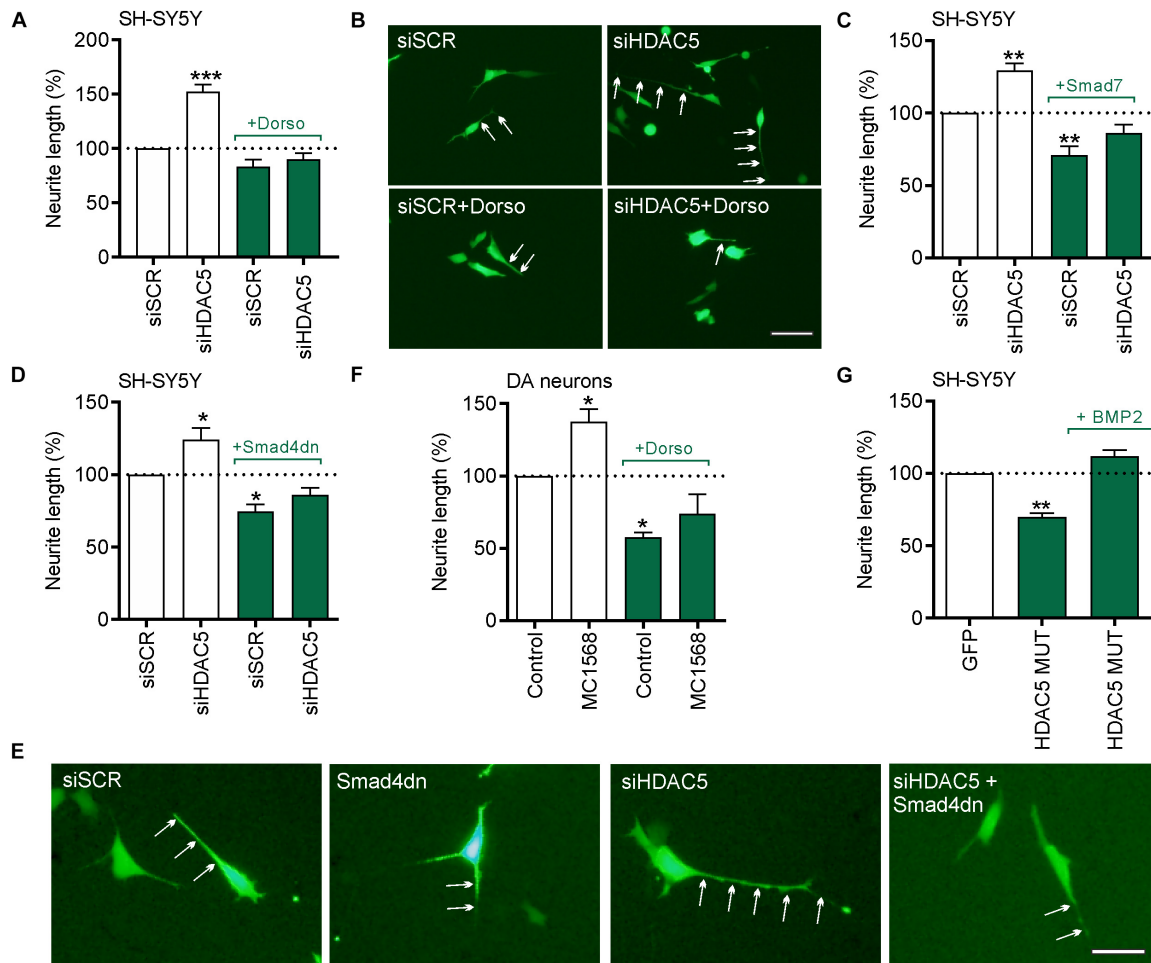 A
SH-SY5Y
Neurite length (%)
200
150
100
50
0
***
+Dorso
siSCR
siHDAC5
siSCR
siHDAC5
B
siSCR
siHDAC5
siSCR+Dorso
siHDAC5+Dorso
C
SH-SY5Y
Neurite length (%)
150
100
50
0
**
+Smad7
**
siSCR
siHDAC5
siSCR
siHDAC5
D
SH-SY5Y
Neurite length (%)
150
100
50
0
*
+Smad4dn
*
siSCR
siHDAC5
siSCR
siHDAC5
F
DA neurons
Neurite length (%)
150
100
50
0
*
+Dorso
*
Control
MC1568
Control
MC1568
G
SH-SY5Y
Neurite length (%)
150
100
50
0
+ BMP2
**
GFP
HDAC5 MUT
HDAC5 MUT
E
siSCR
Smad4dn
siHDAC5
siHDAC5 +
Smad4dn